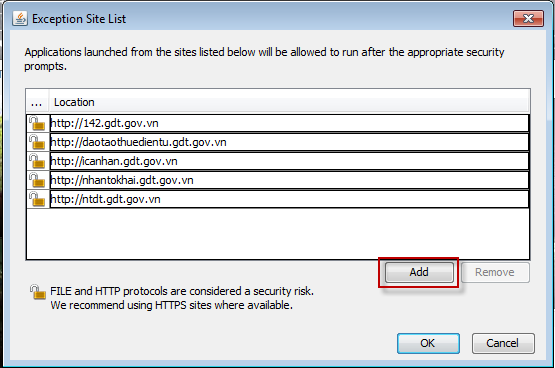 Exception Site List
Applications launched from the sites listed below will be allowed to run after the appropriate security
prompts.
... Location
http://142.gdt.gov.vn
http://daotaothuedientu.gdt.gov.vn
http://icanhan.gdt.gov.vn
http://nhantokhai.gdt.gov.vn
http://ntdt.gdt.gov.vn
Add Remove
FILE and HTTP protocols are considered a security risk.
We recommend using HTTPS sites where available.
OK Cancel